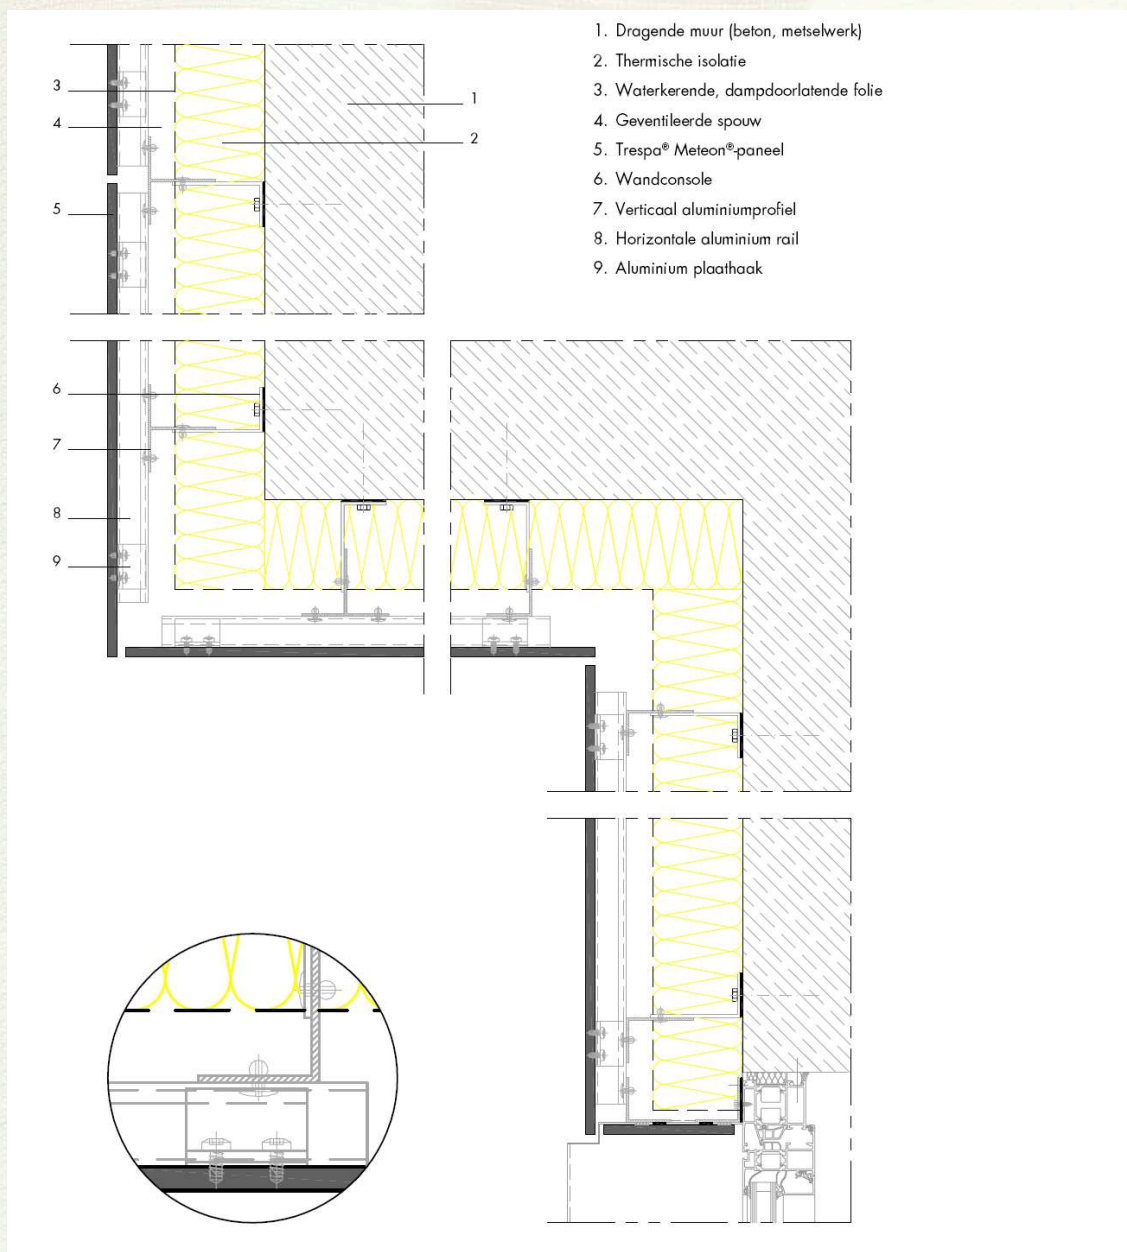 1. Dragende muur (beton, metselwerk)
2. Thermische isolatie
3. Waterkerende, dampdoorlatende folie
4. Geventileerde spouw
5. Trespa® Meteon®-paneel
6. Wandconsole
7. Verticaal aluminiumprofiel
8. Horizontale aluminium rail
9. Aluminium plaathaak
3
1
4
2
5
6
7
8
9